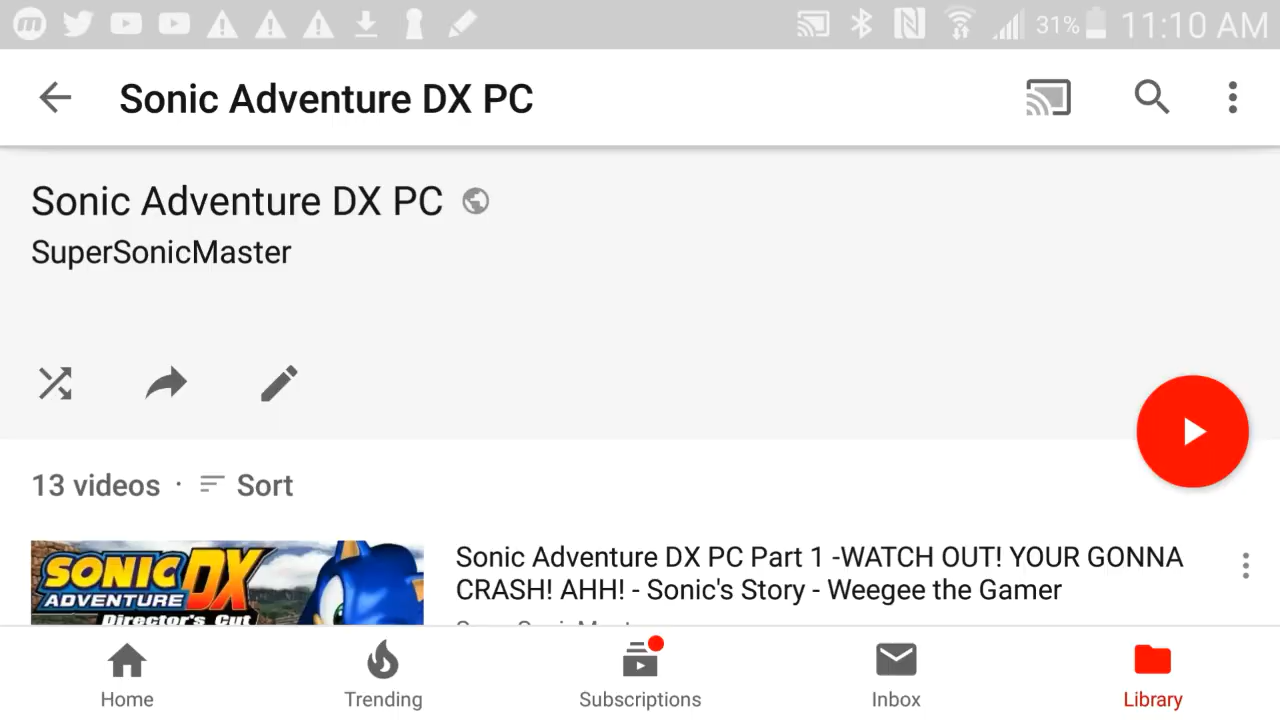 31% 11:10 AM
Sonic Adventure DX PC
Sonic Adventure DX PC
SuperSonicMaster
13 videos · Sort
SONIC DX
ADVENTURE
Director's Cut
Sonic Adventure DX PC Part 1 -WATCH OUT! YOUR GONNA
CRASH! AHH! - Sonic's Story - Weegee the Gamer
Home Trending Subscriptions Inbox Library